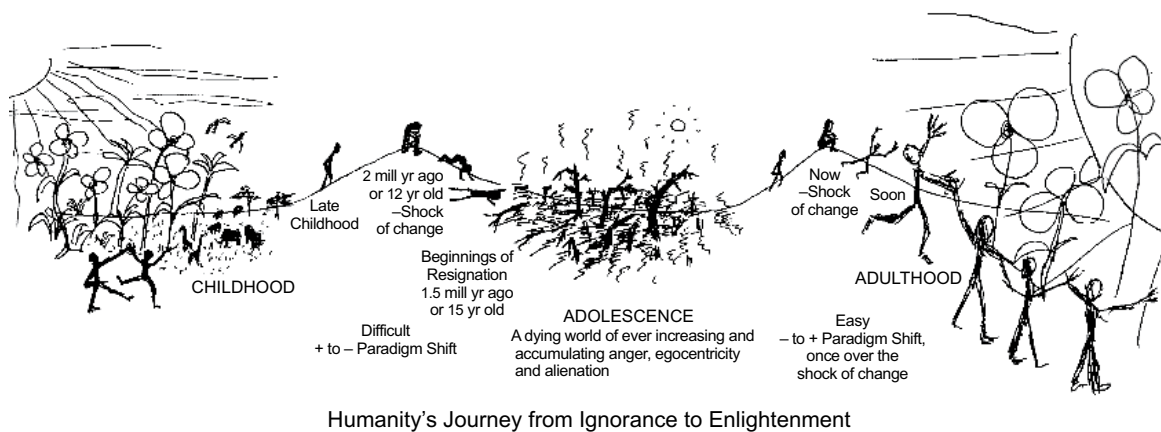 Late
Childhood
2 mill yr ago
or 12 yr old
–Shock
of change
Now
–Shock
of change
Soon
CHILDHOOD
Beginnings of
Resignation
1.5 mill yr ago
or 15 yr old
ADULTHOOD
Difficult
+ to – Paradigm Shift
ADOLESCENCE
A dying world of ever increasing and
accumulating anger, egocentricity
and alienation
Easy
– to + Paradigm Shift,
once over the
shock of change
Humanity’s Journey from Ignorance to Enlightenment